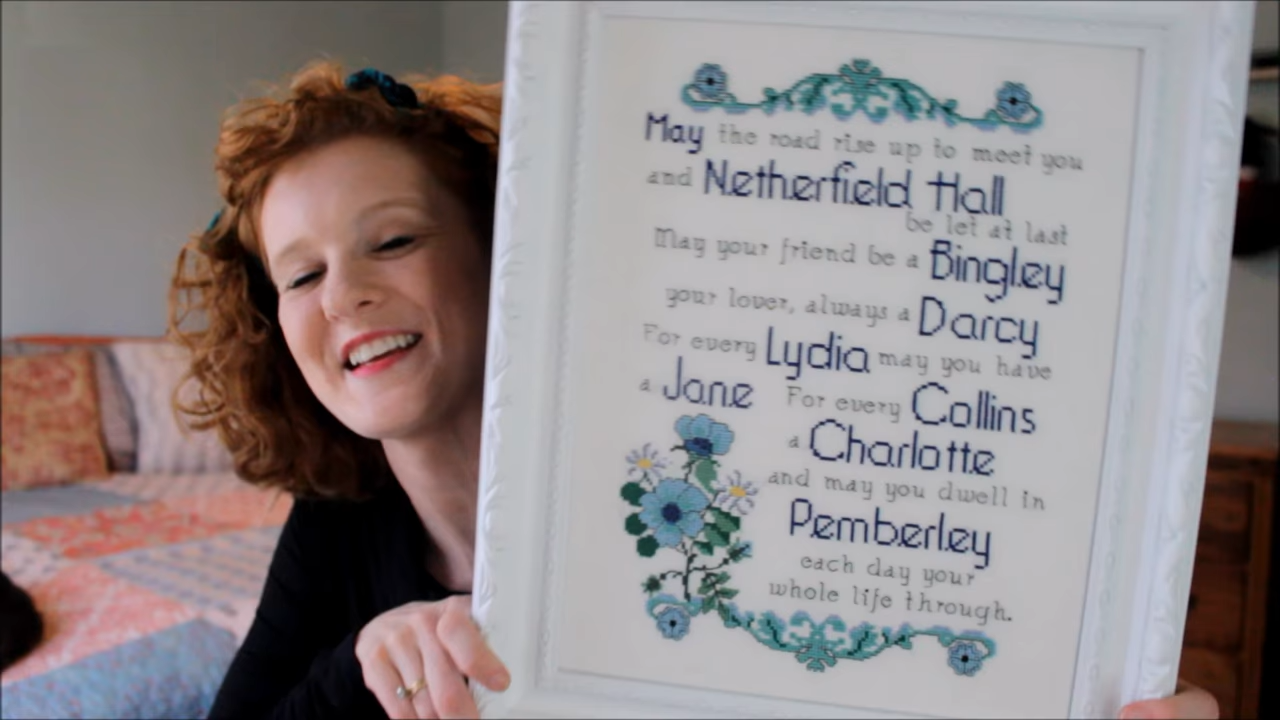 May the road rise up to meet you
and Netherfield Hall
be let at last
May your friend be a Bingley
your lover, always a Darcy
For every Lydia may you have
a Jane For every Collins
a Charlotte
and may you dwell in
Pemberley
each day your
whole life through.